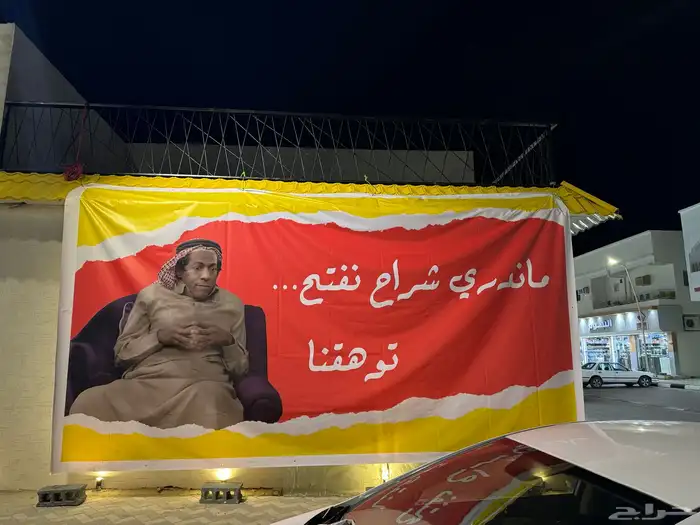 ماندري شراح نفتح...
توهقنا
حراج